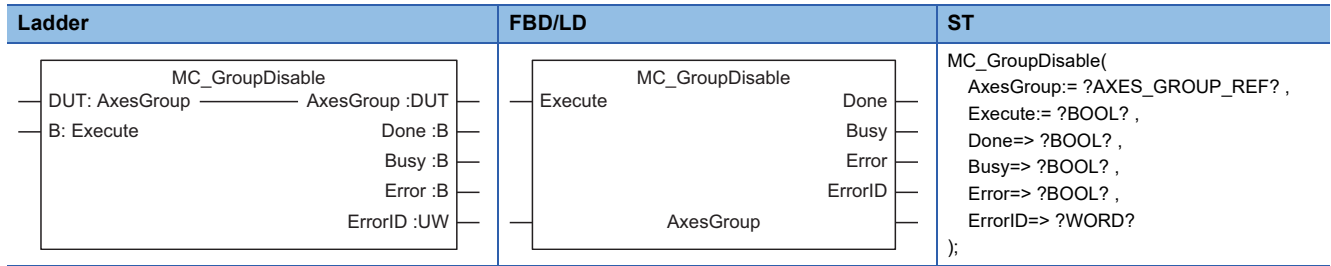 Ladder
FBD/LD
ST
MC_GroupDisable
DUT: AxesGroup AxesGroup :DUT
B: Execute Done :B
Busy :B
Error :B
ErrorID :UW
MC_GroupDisable
Execute Done
Busy
Error
ErrorID
AxesGroup
MC_GroupDisable(
AxesGroup:= ?AXES_GROUP_REF? ,
Execute:= ?BOOL? ,
Done=> ?BOOL? ,
Busy=> ?BOOL? ,
Error=> ?BOOL? ,
ErrorID=> ?WORD?
);